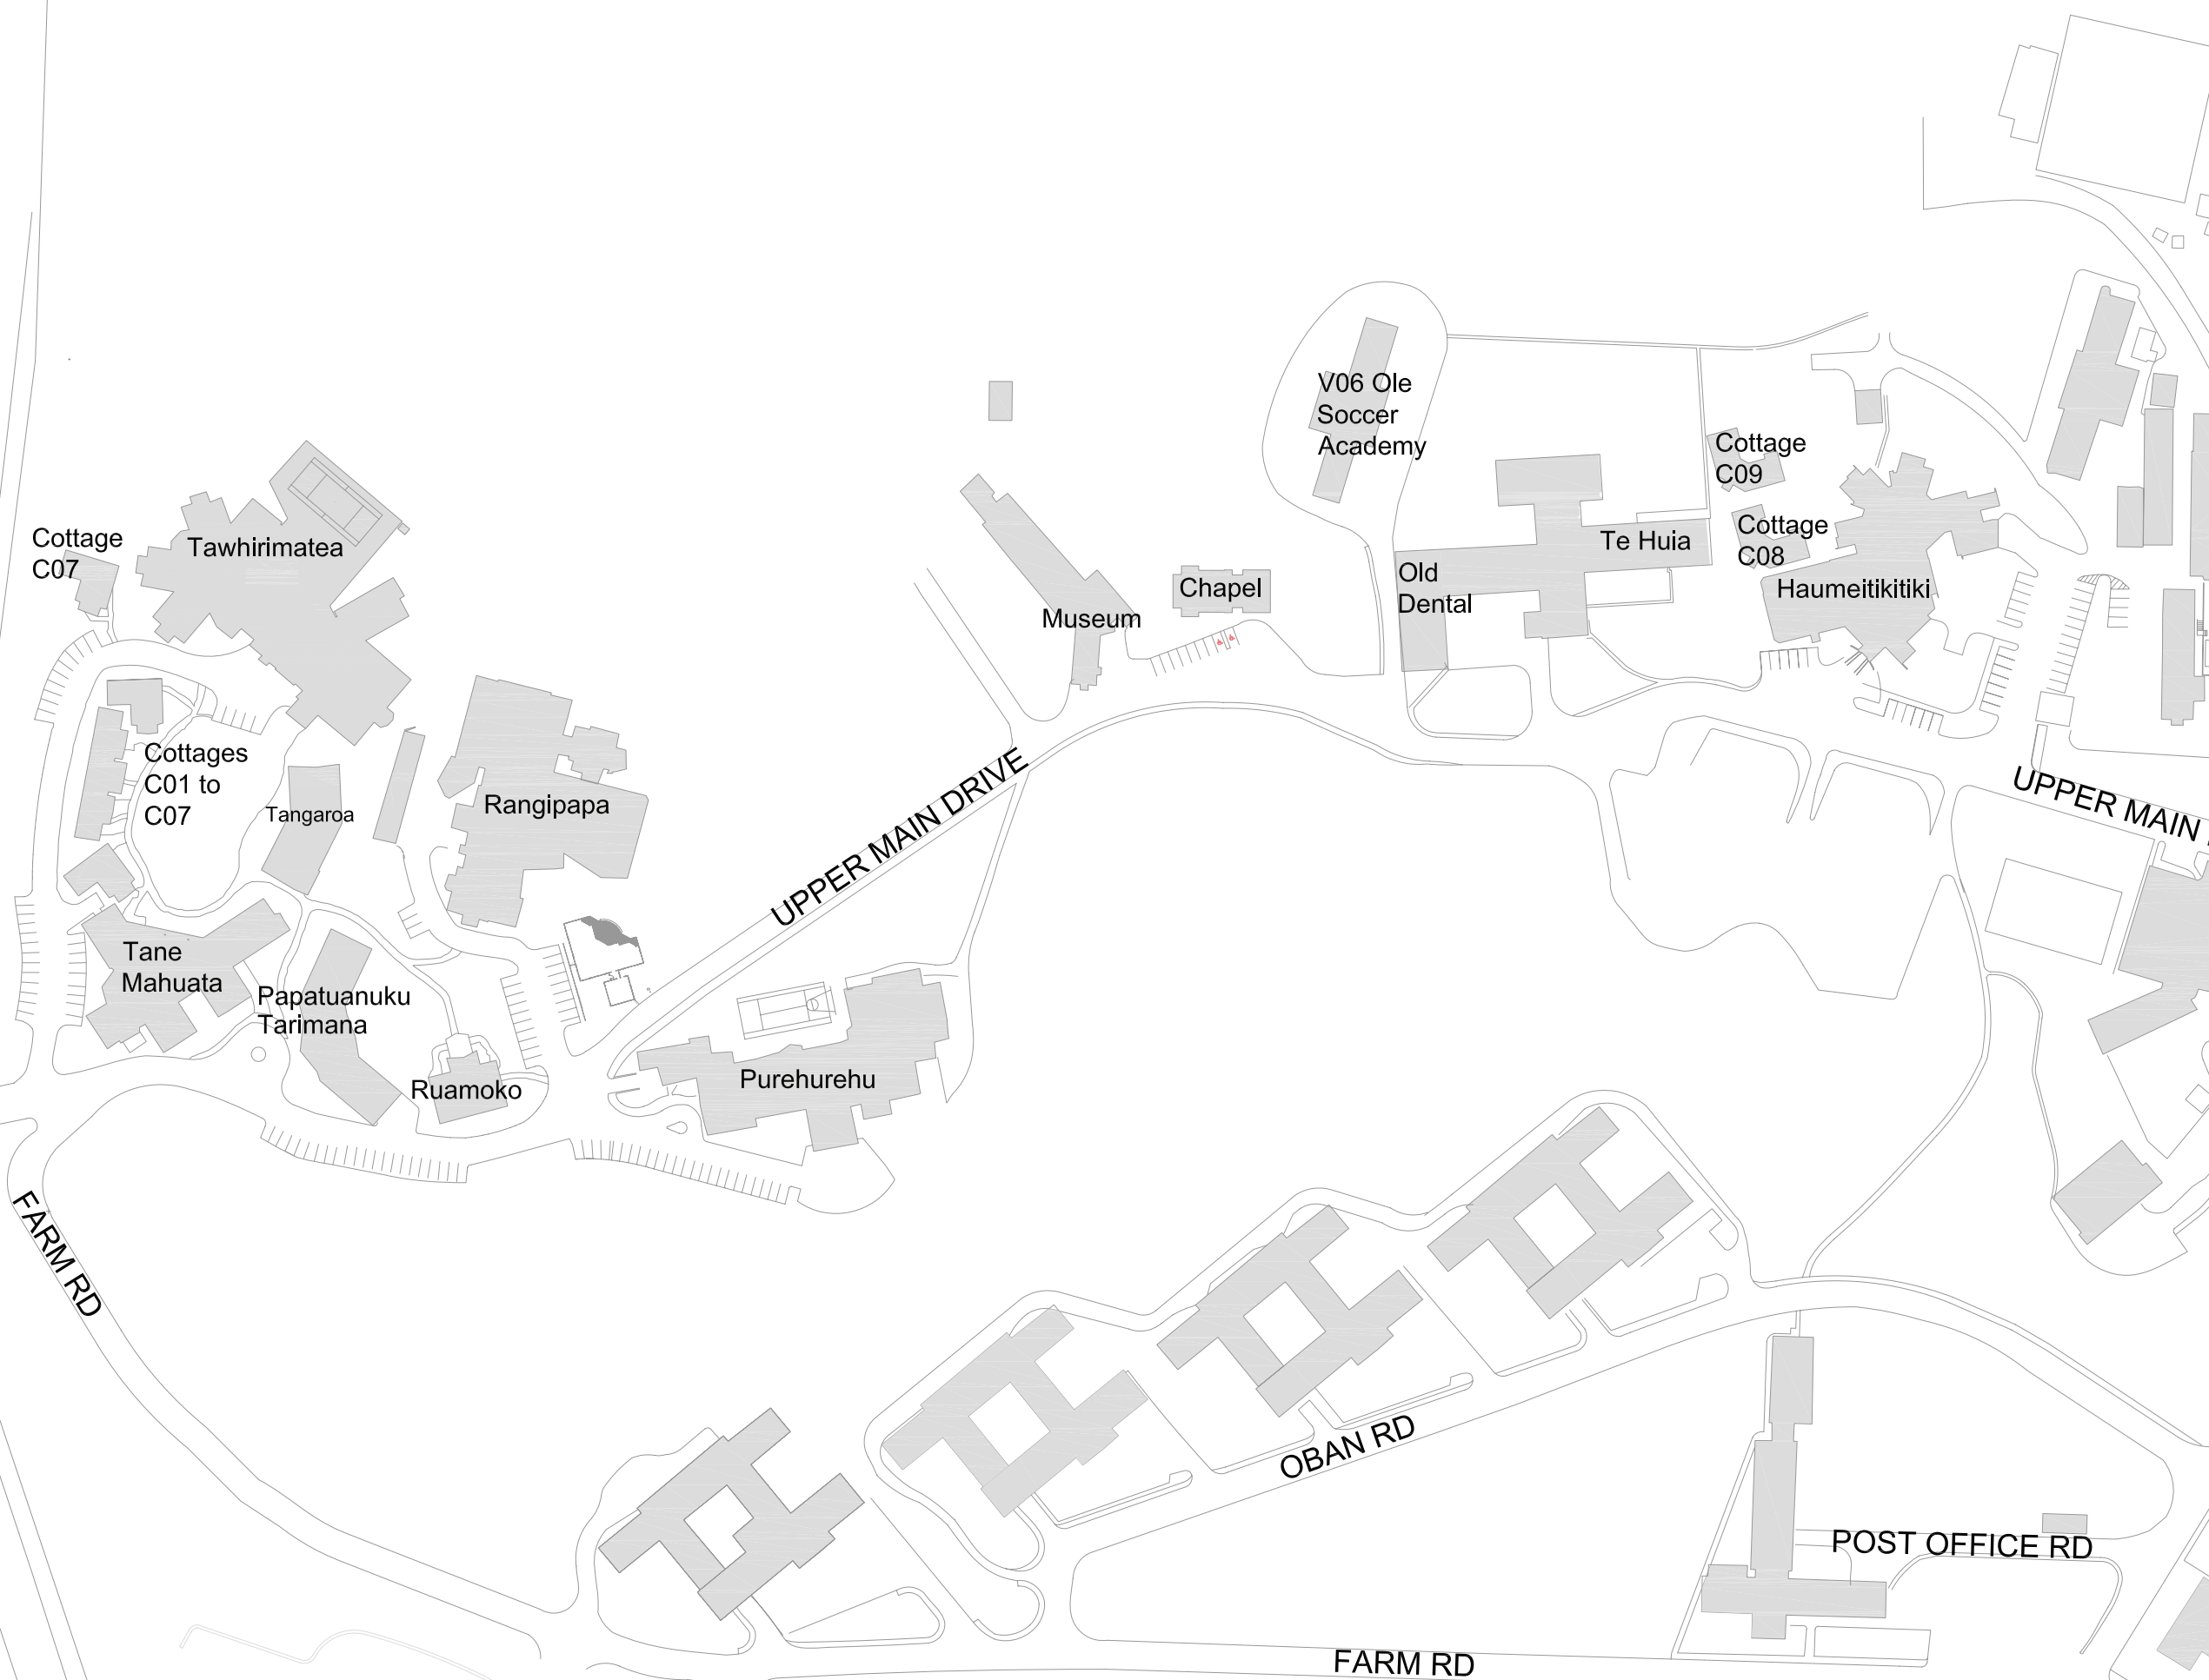 V06 Ole
Soccer
Academy
Cottage
C09
Cottage
C08
Te Huia
Cottage
C07
Tawhirimatea
Old
Dental
Chapel
Haumeitikitiki
Museum
Cottages
C01 to
C07
Tangaroa
Rangipapa
UPPER MAIN DRIVE
UPPER MAIN
Tane
Mahuata
Papatuanuku
Tarimana
Ruamoko
Purehurehu
FARM RD
OBAN RD
POST OFFICE RD
FARM RD